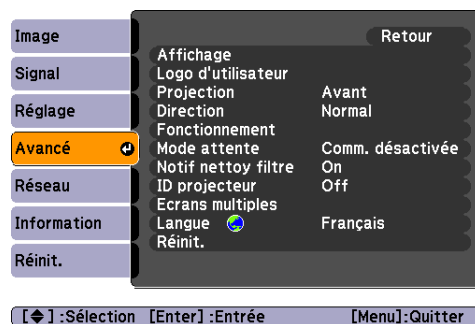 Image
Signal
Réglage
Avancé
Réseau
Information
Réinit.
Retour
Affichage
Logo d'utilisateur
Projection Avant
Direction Normal
Fonctionnement
Mode attente Comm. désactivée
Notif nettoy filtre On
ID projecteur Off
Ecrans multiples
Langue Français
Réinit.
[◆] :Sélection [Enter] :Entrée [Menu]:Quitter